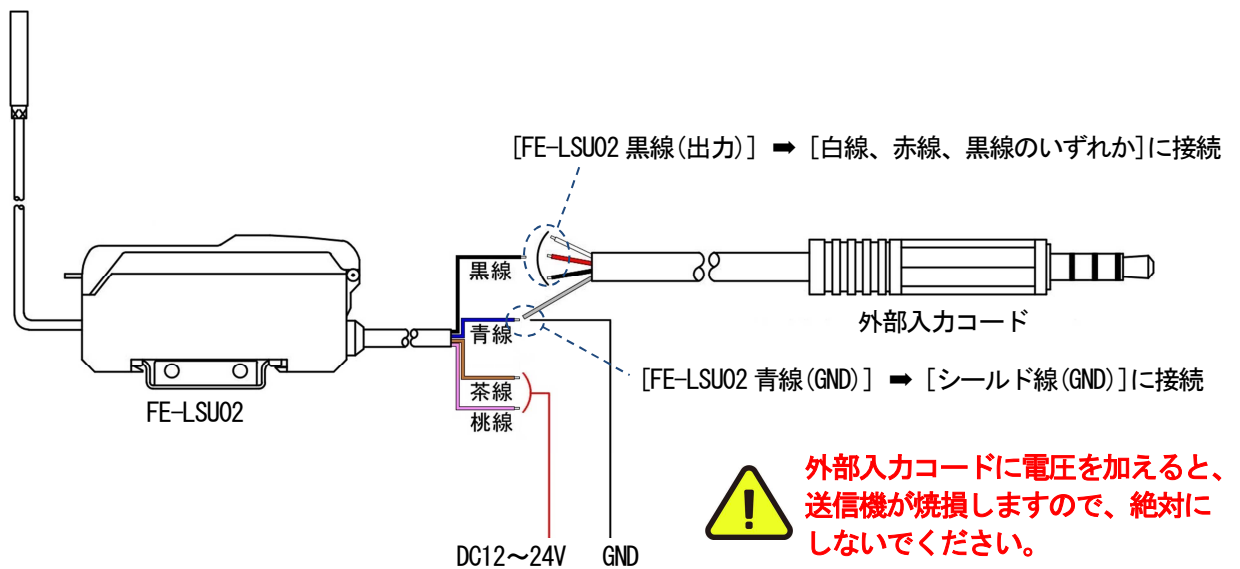 [FE-LSU02 黒線(出力)] ➡ [白線、赤線、黒線のいずれか]に接続
黒線
外部入力コード
青線
[FE-LSU02 青線(GND)] ➡ [シールド線(GND)]に接続
茶線
FE-LSU02
桃線
外部入力コードに電圧を加えると、
送信機が焼損しますので、絶対に
しないでください。
DC12～24V
GND